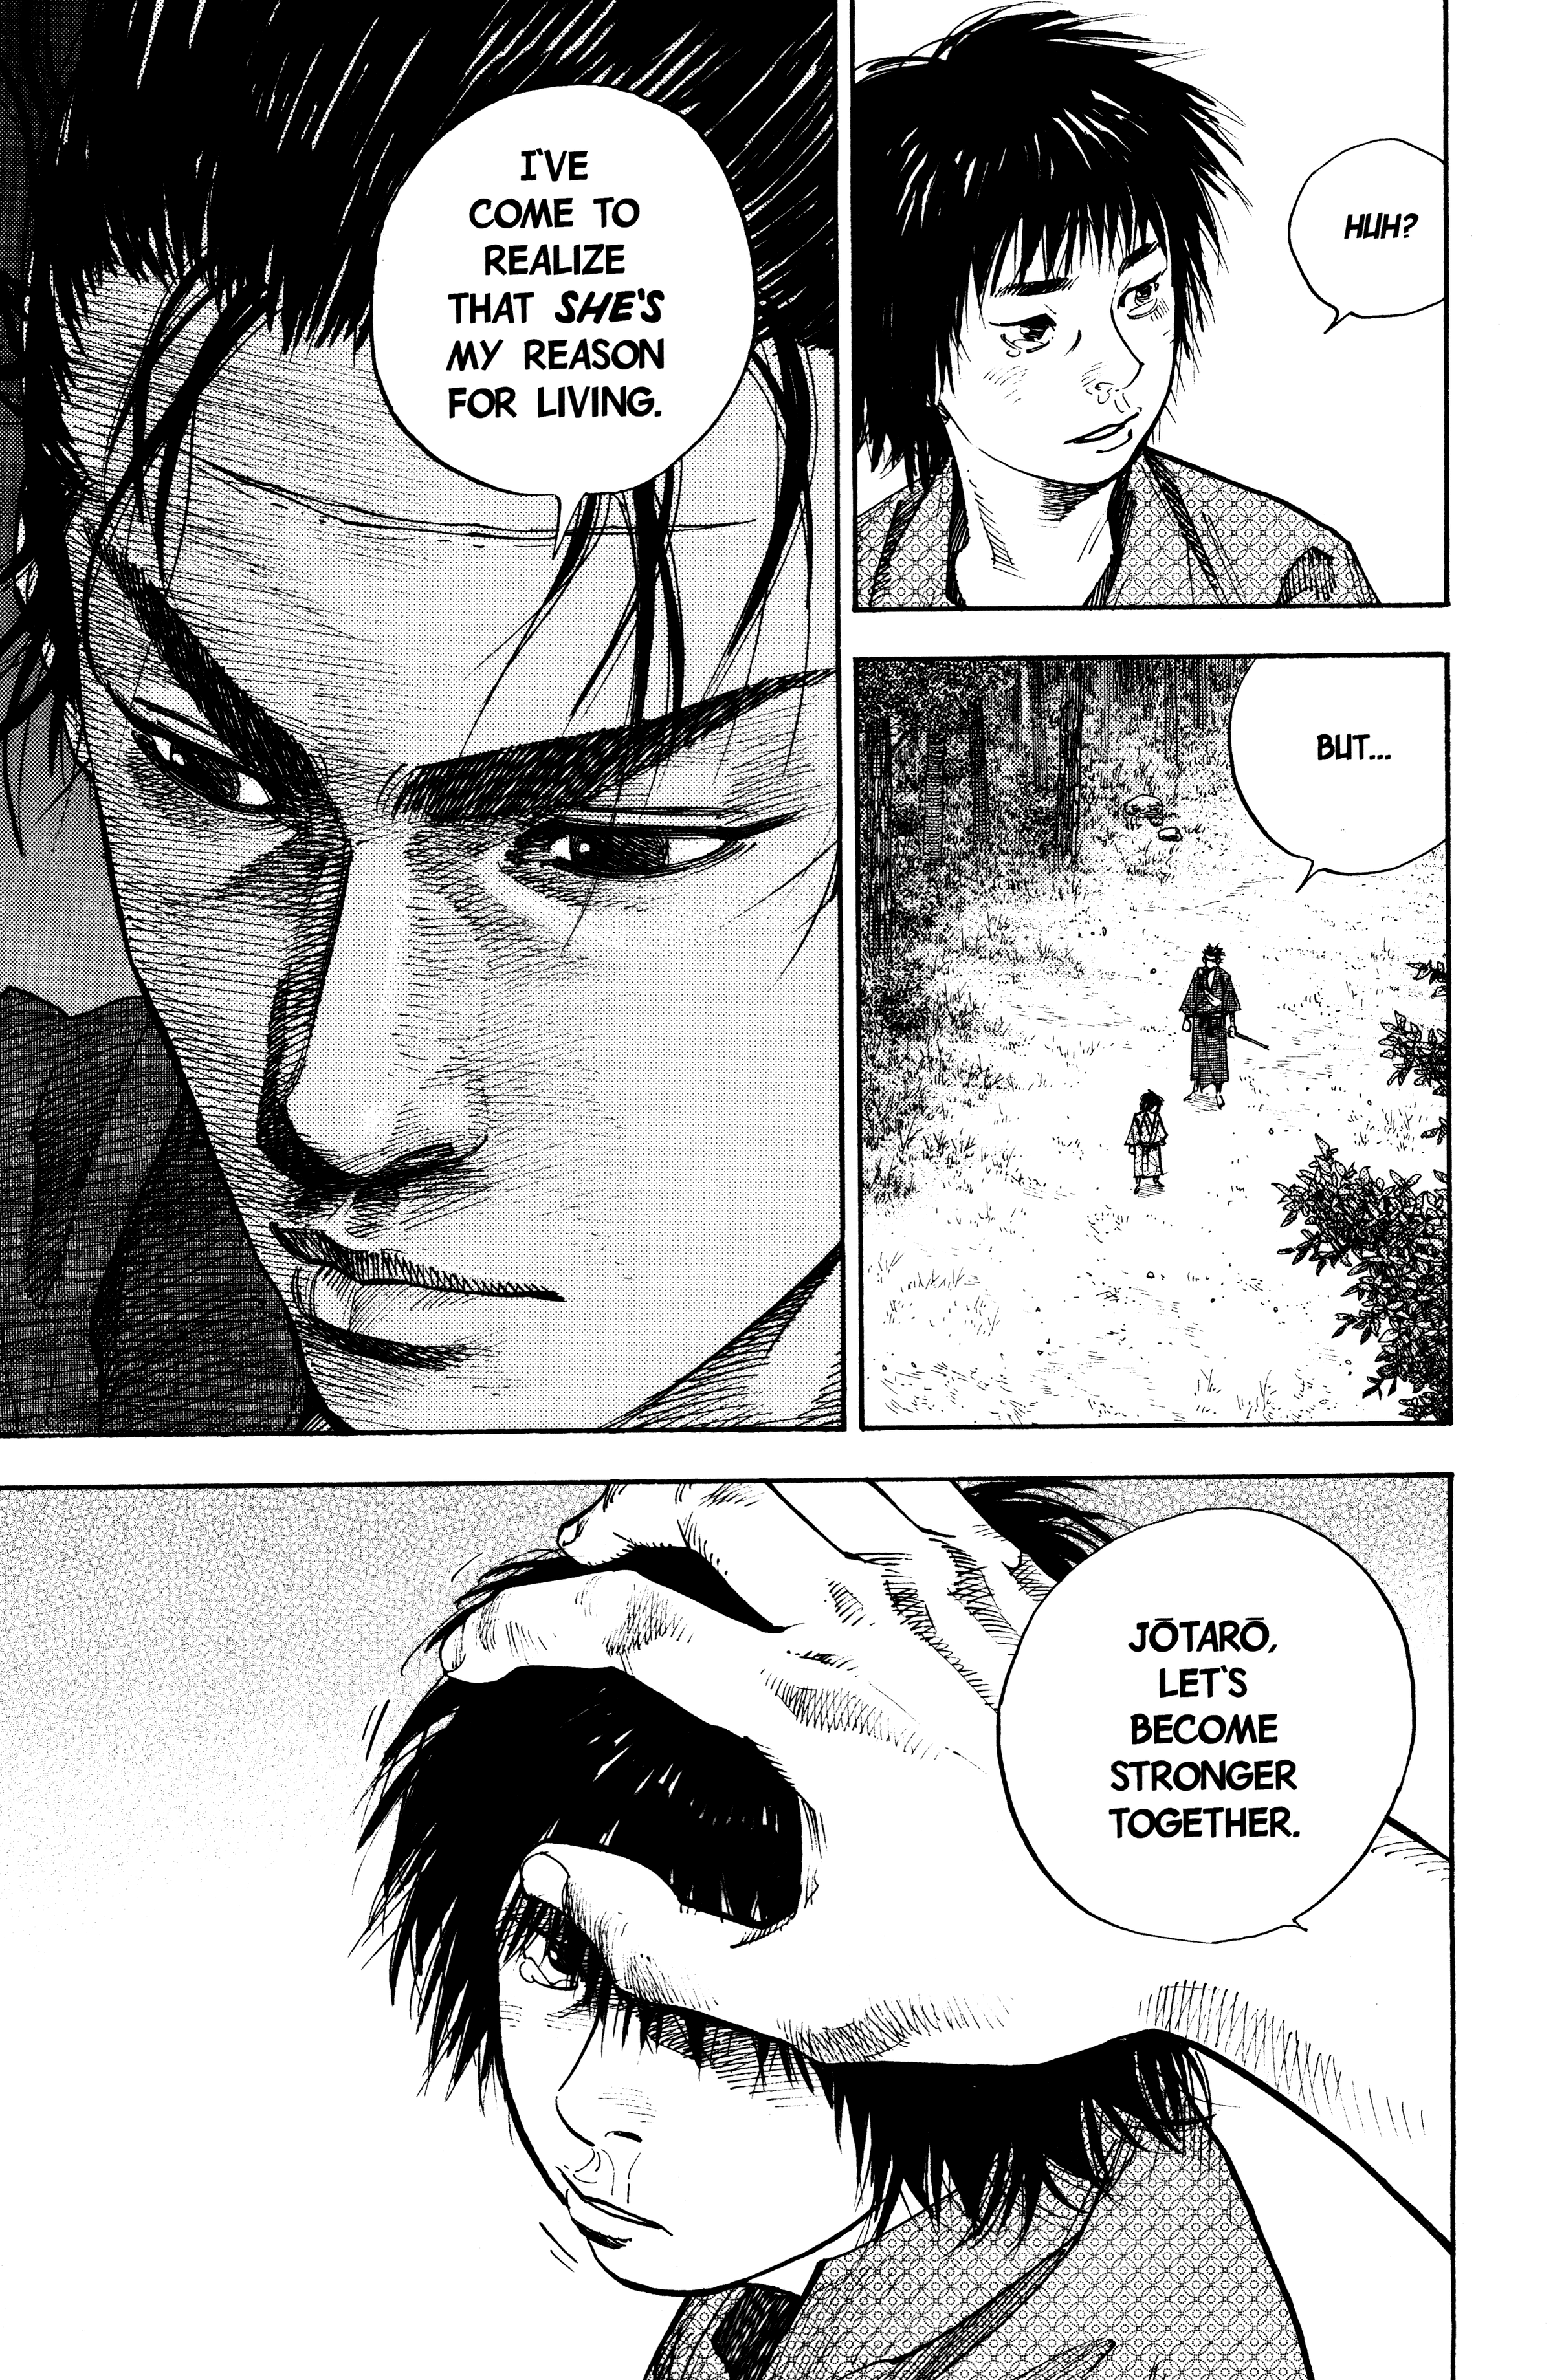 HUH?
BUT...
I'VE
COME TO
REALIZE
THAT SHE'S
MY REASON
FOR LIVING.
JŌTARŌ,
LET'S
BECOME
STRONGER
TOGETHER.